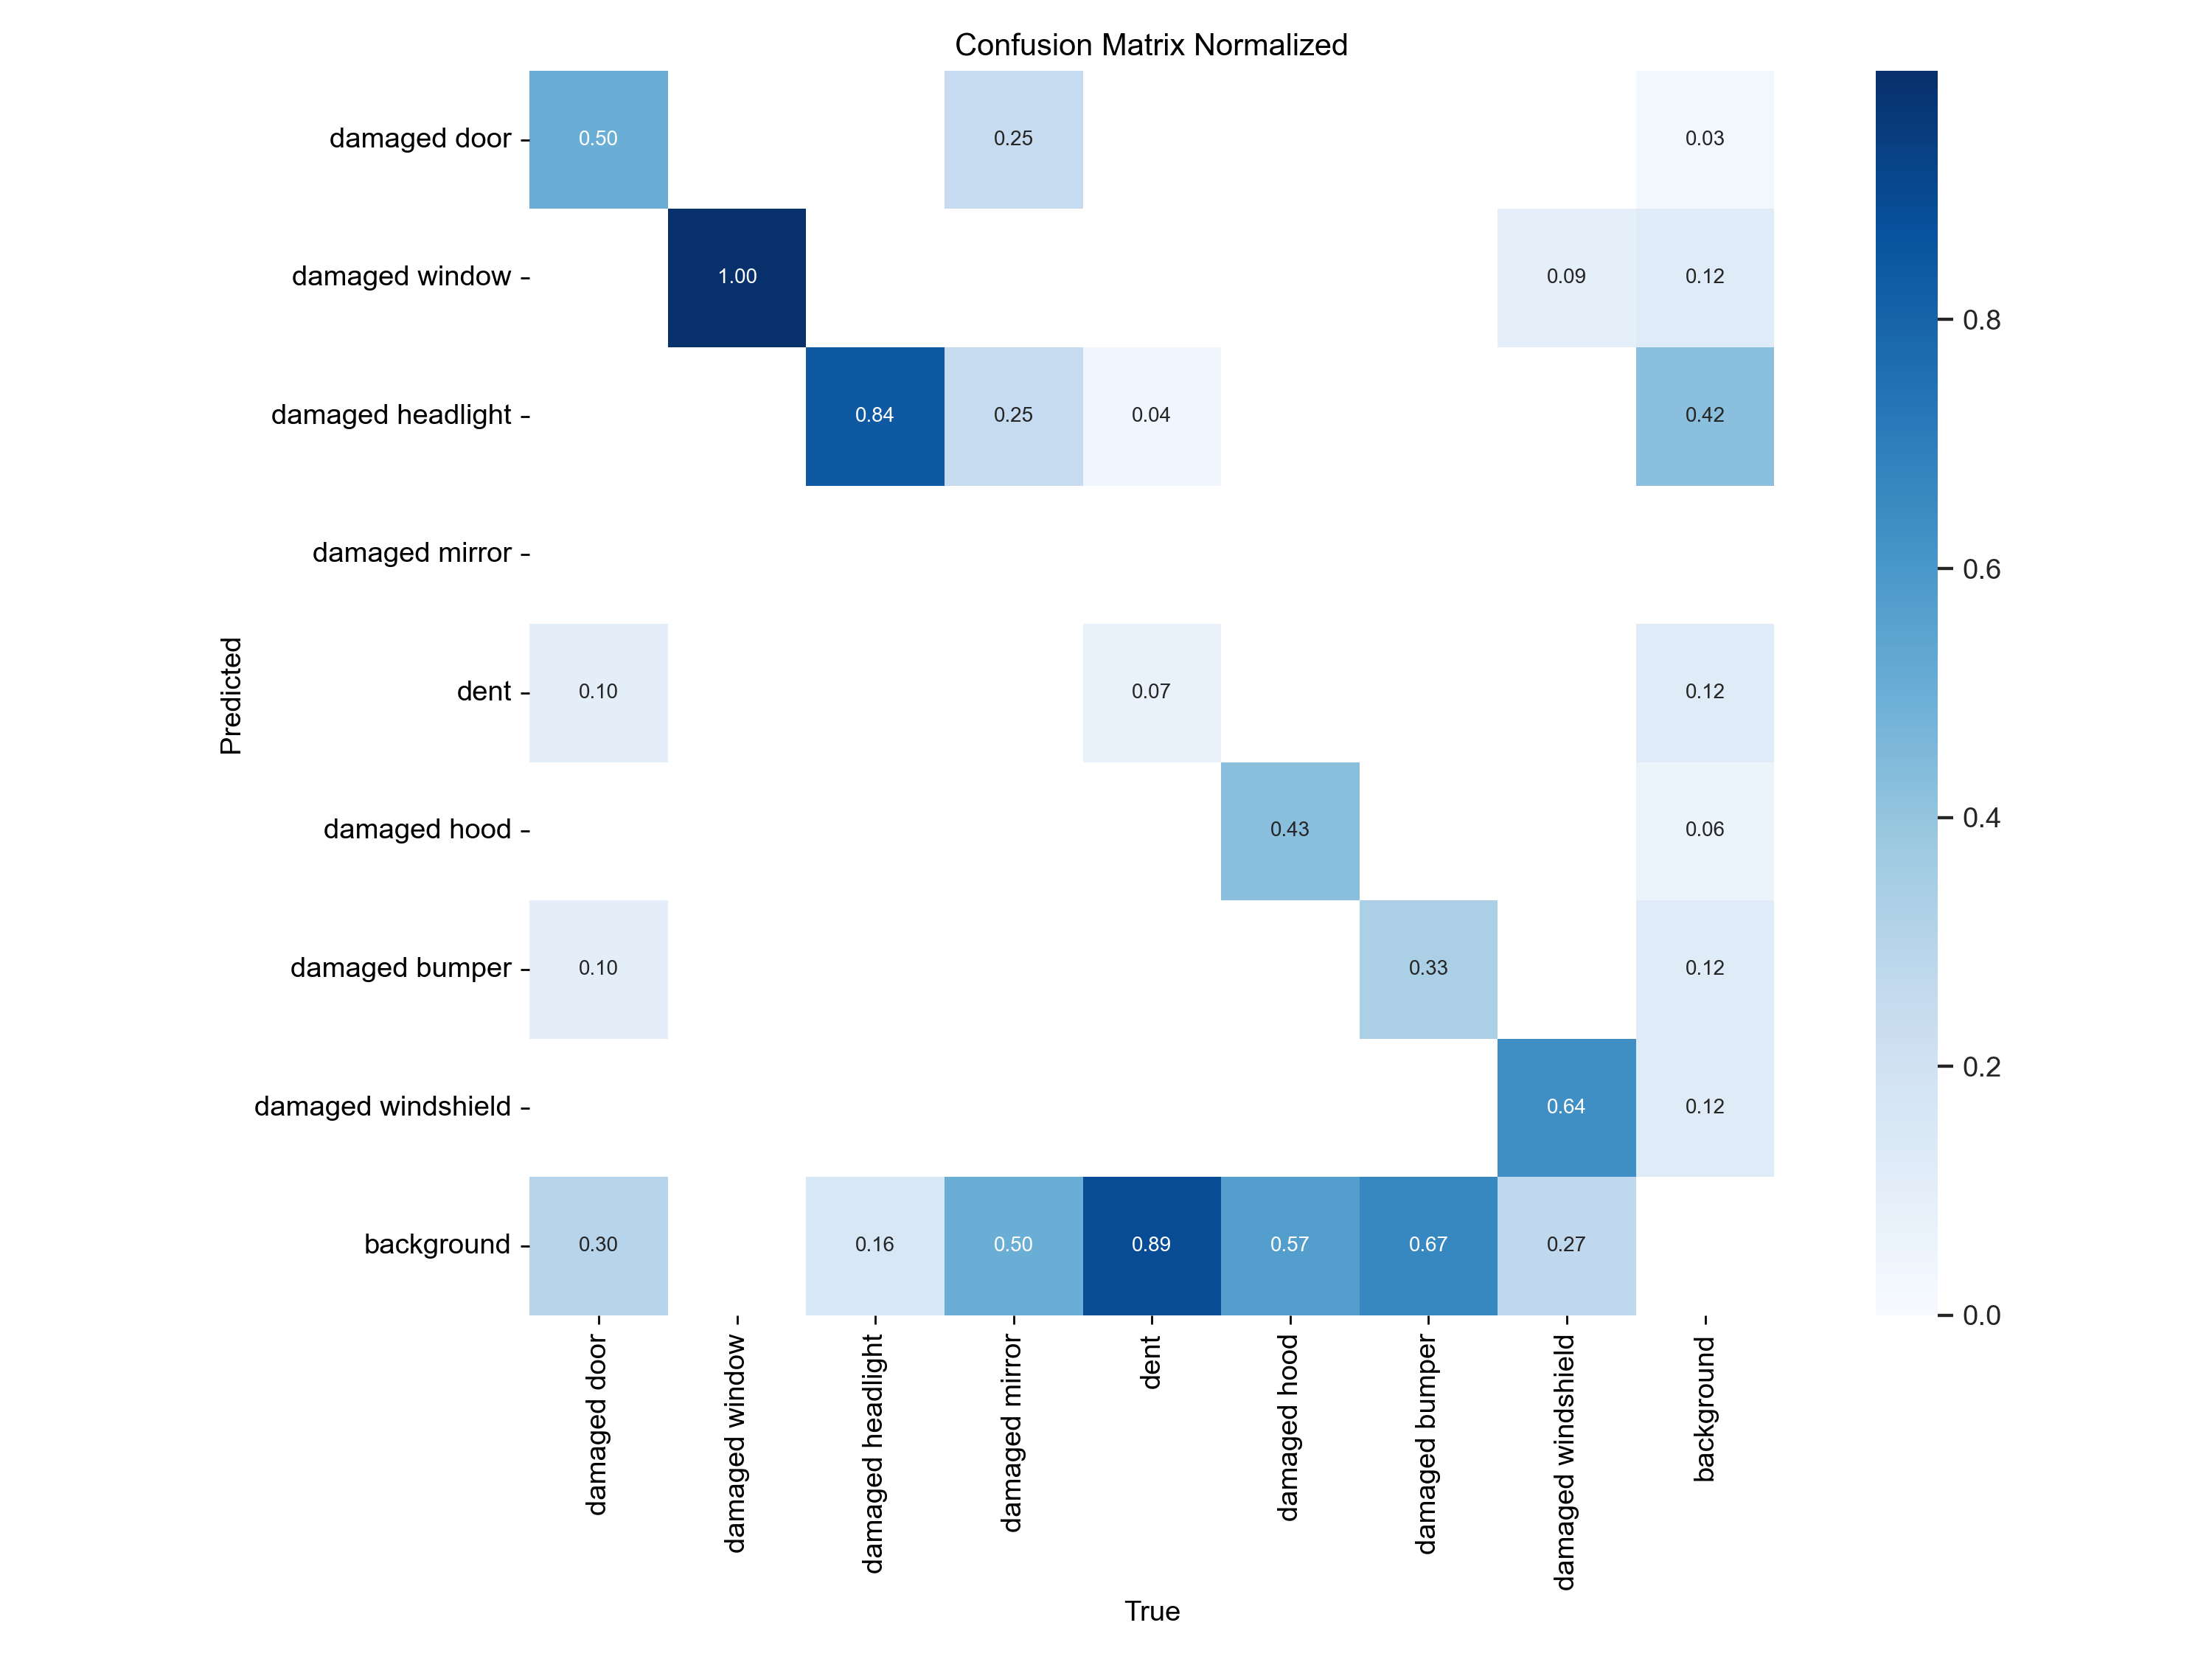 Confusion Matrix Normalized
damaged door 0.50 0.25 0.03
damaged window 1.00 0.09 0.12
0.8
damaged headlight 0.84 0.25 0.04 0.42
damaged mirror
0.6
Predicted
dent 0.10 0.07 0.12
damaged hood 0.43 0.06
0.4
damaged bumper 0.10 0.33 0.12
damaged windshield 0.64 0.12
0.2
background 0.30 0.16 0.50 0.89 0.57 0.67 0.27
0.0
damaged door
damaged window
damaged headlight
damaged mirror
dent
damaged hood
damaged bumper
damaged windshield
background
True